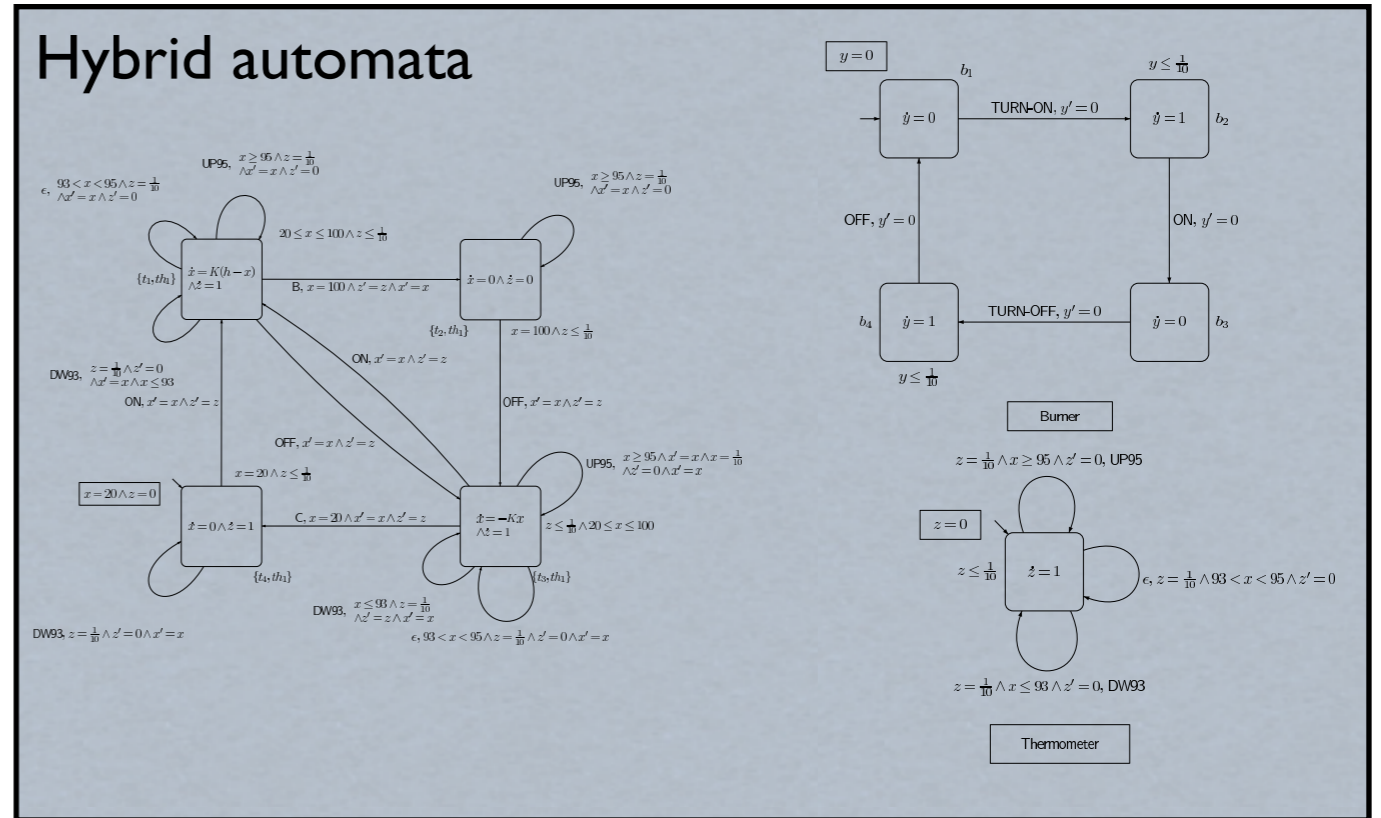 Hybrid automata
UP95, x ≥ 95 ∧ z = 1/10
∧x′ = x ∧ z′ = 0
ϵ, 93 < x < 95 ∧ z = 1/10
∧x′ = x ∧ z′ = 0
20 ≤ x ≤ 100 ∧ z ≤ 1/10
{t₁,th₁}
ẋ = K(h−x)
∧ż = 1
B, x = 100 ∧ z′ = z ∧ x′ = x
UP95, x ≥ 95 ∧ z = 1/10
∧x′ = x ∧ z′ = 0
ẋ = 0 ∧ ż = 0
{t₂,th₁}
x = 100 ∧ z ≤ 1/10
DW93, z = 1/10 ∧ z′ = 0
∧x′ = x ∧ x ≤ 93
ON, x′ = x ∧ z′ = z
ON, x′ = x ∧ z′ = z
OFF, x′ = x ∧ z′ = z
OFF, x′ = x ∧ z′ = z
x = 20 ∧ z ≤ 1/10
x = 20 ∧ z = 0
ẋ = 0 ∧ ż = 1
{t₄,th₁}
C, x = 20 ∧ x′ = x ∧ z′ = z
UP95, x ≥ 95 ∧ x′ = x ∧ x = 1/10
∧z′ = 0 ∧ x′ = x
ẋ = −Kx
∧ż = 1
z ≤ 1/10 ∧ 20 ≤ x ≤ 100
{t₃,th₁}
DW93, x ≤ 93 ∧ z = 1/10
∧z′ = z ∧ x′ = x
DW93, z = 1/10 ∧ z′ = 0 ∧ x′ = x
ϵ, 93 < x < 95 ∧ z = 1/10 ∧ z′ = 0 ∧ x′ = x
y = 0
b₁
ẏ = 0
TURN-ON, y′ = 0
y ≤ 1/10
ẏ = 1
b₂
OFF, y′ = 0
ON, y′ = 0
b₄
ẏ = 1
TURN-OFF, y′ = 0
ẏ = 0
b₃
y ≤ 1/10
Burner
z = 1/10 ∧ x ≥ 95 ∧ z′ = 0, UP95
z = 0
z ≤ 1/10
ż = 1
ϵ, z = 1/10 ∧ 93 < x < 95 ∧ z′ = 0
z = 1/10 ∧ x ≤ 93 ∧ z′ = 0, DW93
Thermometer